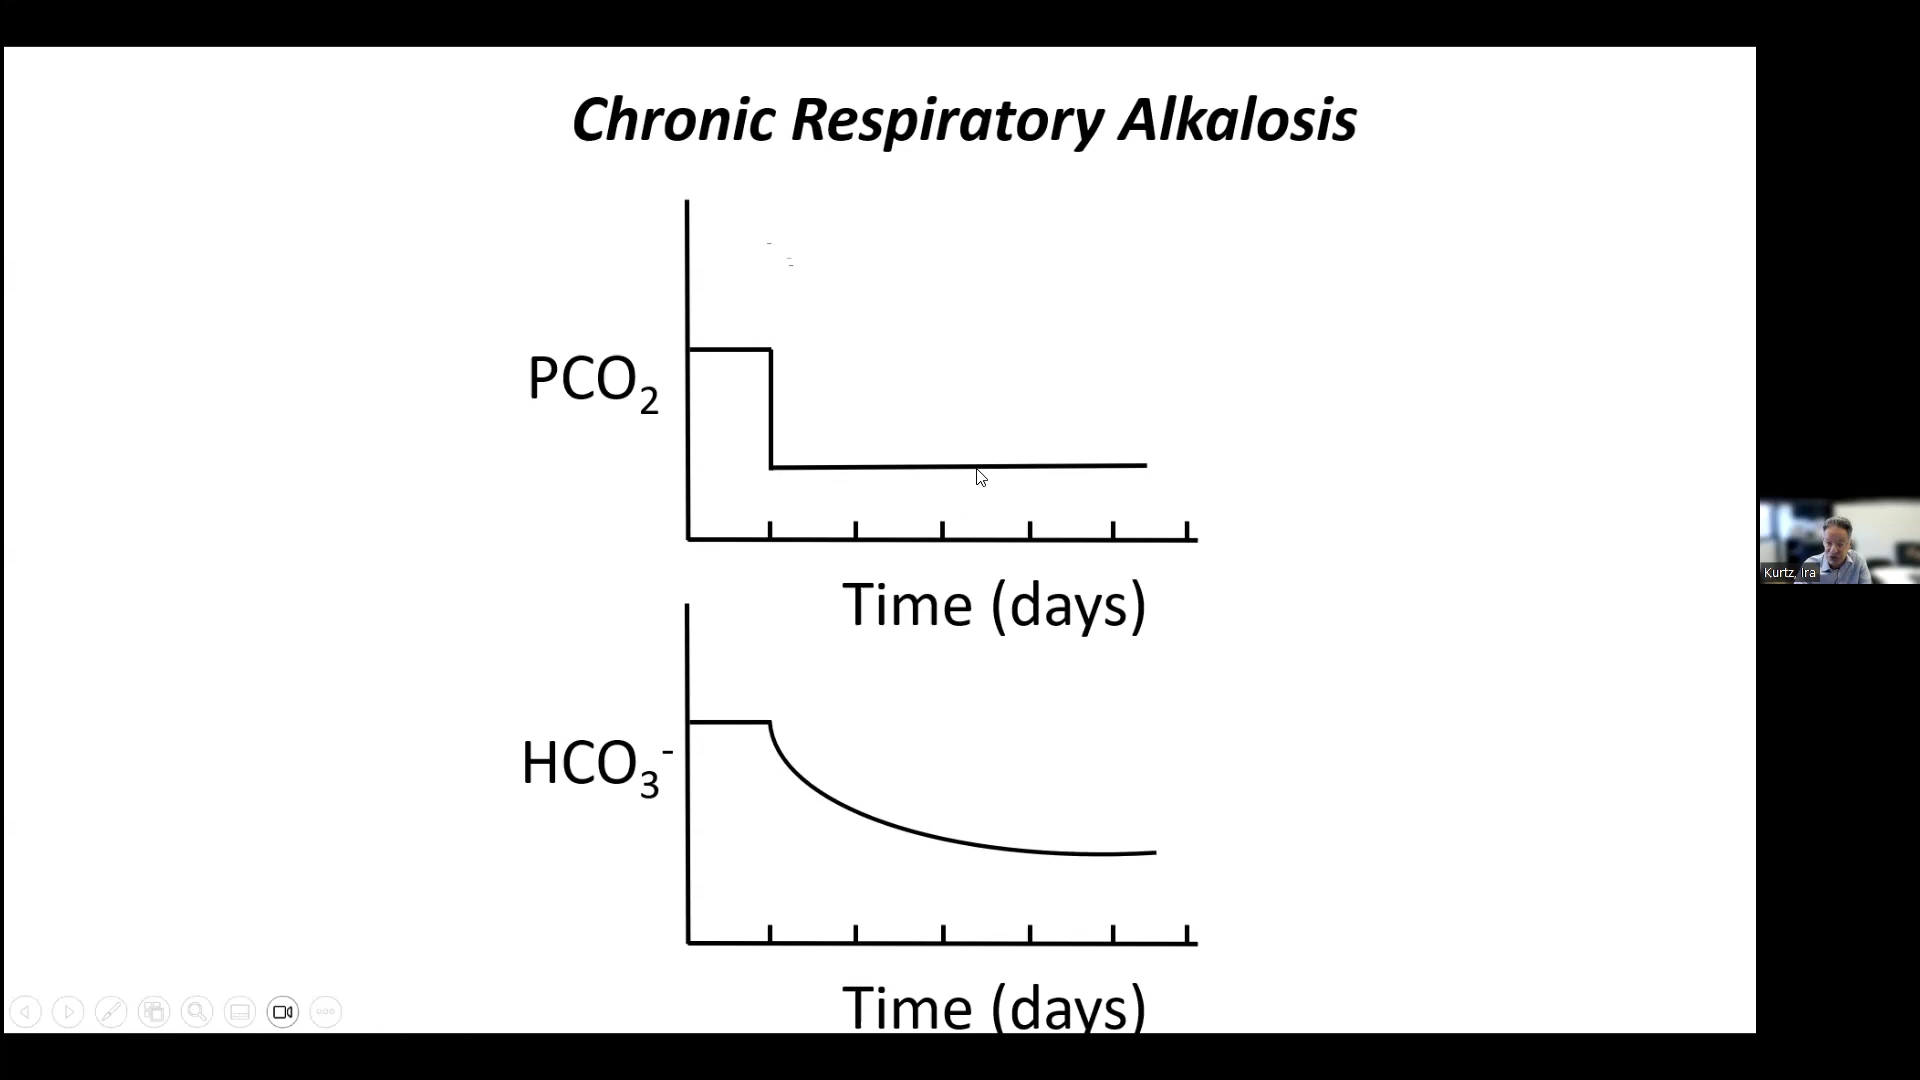 Chronic Respiratory Alkalosis
PCO₂
Time (days)
HCO₃⁻
Time (days)
Kurtz, Ira